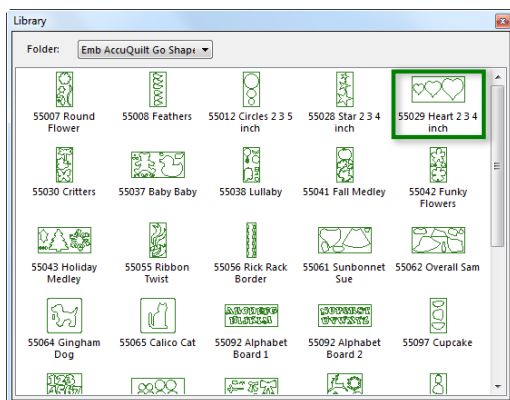 Library
Folder: Emb AccuQuilt Go Shape
55007 Round
Flower
55008 Feathers
55012 Circles 2 3 5
inch
55028 Star 2 3 4
inch
55029 Heart 2 3 4
inch
55030 Critters
55037 Baby Baby
55038 Lullaby
55041 Fall Medley
55042 Funky
Flowers
55043 Holiday
Medley
55055 Ribbon
Twist
55056 Rick Rack
Border
55061 Sunbonnet
Sue
55062 Overall Sam
55064 Gingham
Dog
55065 Calico Cat
55092 Alphabet
Board 1
55092 Alphabet
Board 2
55097 Cupcake